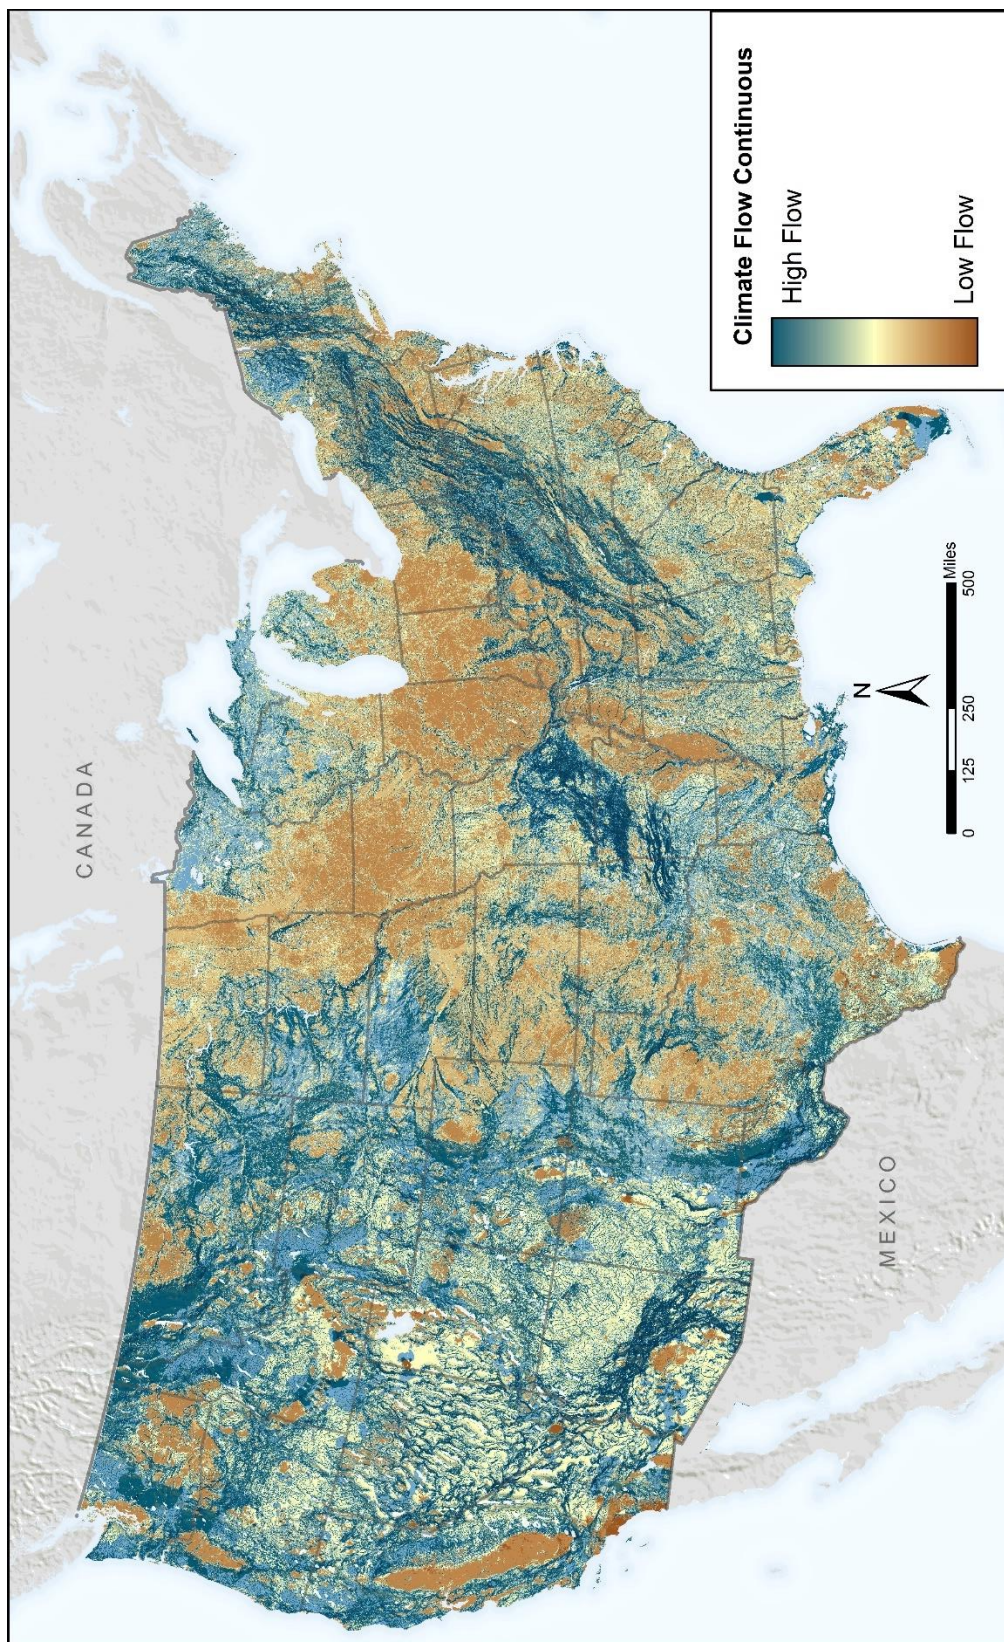 CANADA
MEXICO
N
0 125 250 500
Miles
Climate Flow Continuous
High Flow
Low Flow